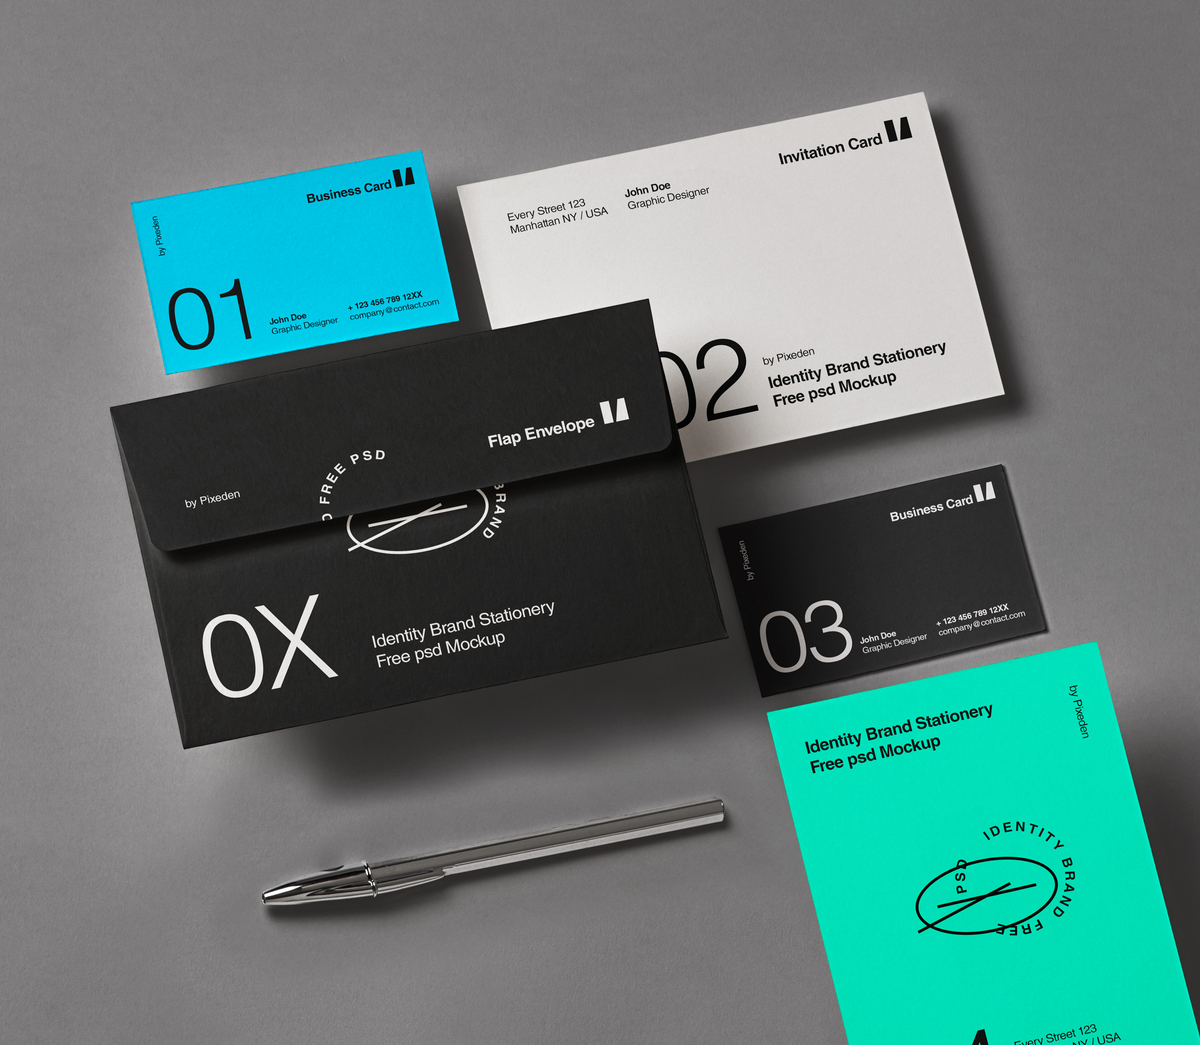 Business Card
by Pixeden
01
John Doe
Graphic Designer
+ 123 456 789 12XX
company@contact.com
Invitation Card
Every Street 123
Manhattan NY / USA
John Doe
Graphic Designer
02
by Pixeden
Identity Brand Stationery
Free psd Mockup
Flap Envelope
by Pixeden
FREE PSD
BRAND
0X
Identity Brand Stationery
Free psd Mockup
Business Card
by Pixeden
03
John Doe
Graphic Designer
+ 123 456 789 12XX
company@contact.com
Identity Brand Stationery
Free psd Mockup
by Pixeden
IDENTITY BRAND FREE PSD
Every Street 123
NY / USA